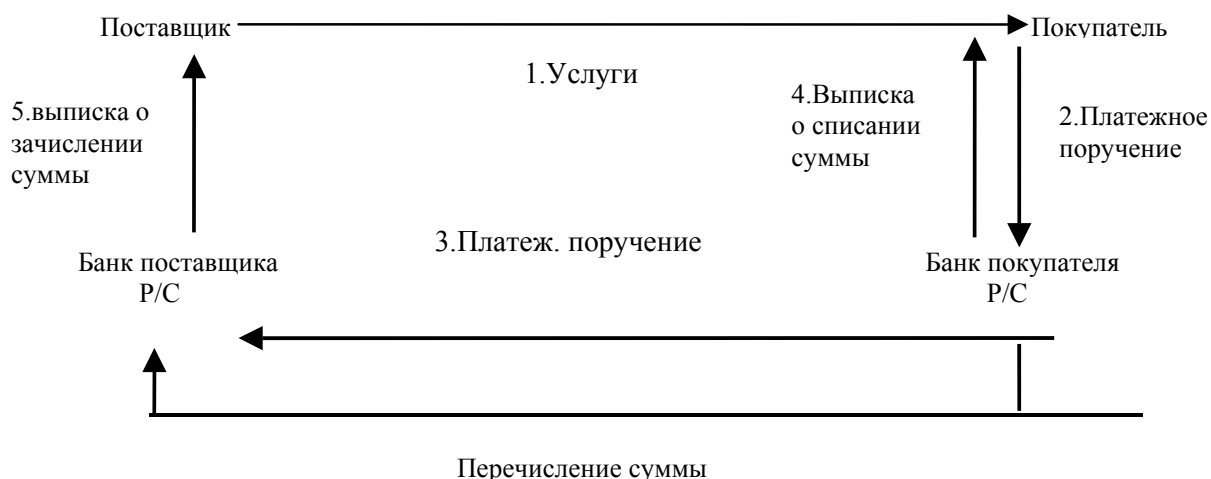 Поставщик
Покупатель
1.Услуги
5.выписка о
зачислении
суммы
4.Выписка
о списании
суммы
2.Платежное
поручение
3.Платеж. поручение
Банк поставщика
Р/С
Банк покупателя
Р/С
Перечисление суммы